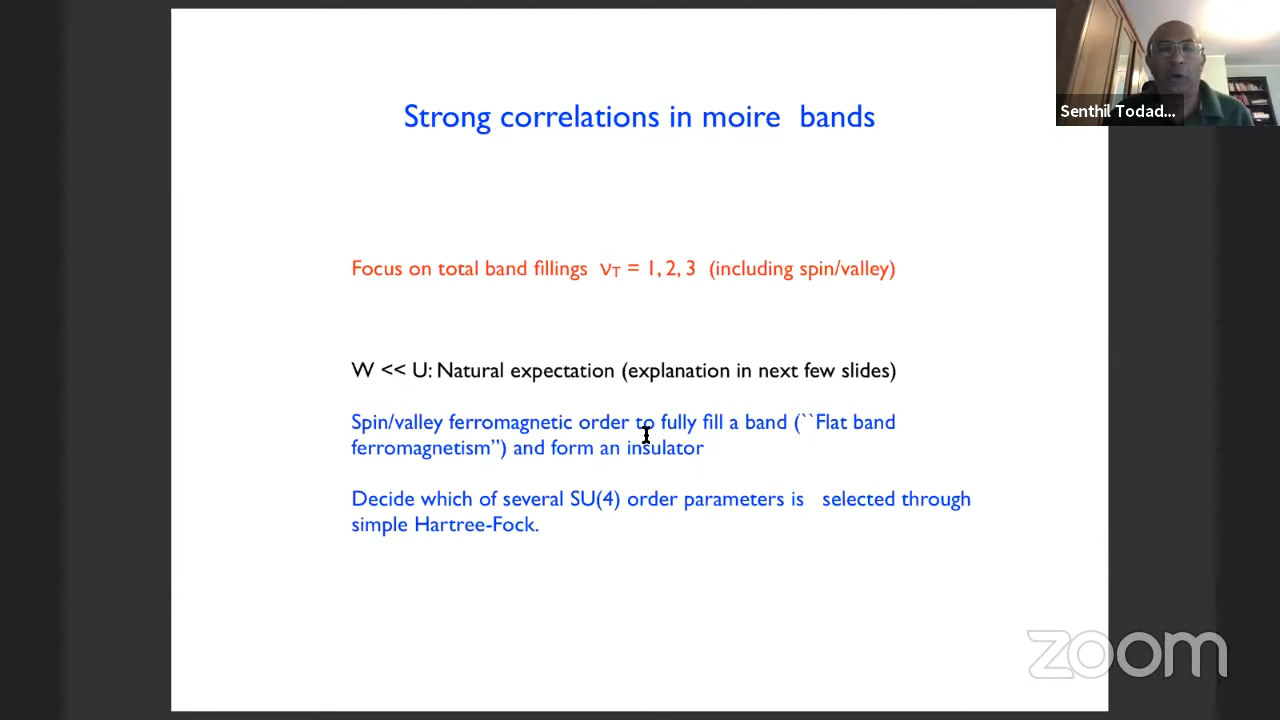 Strong correlations in moire bands
Senthil Todad...
Focus on total band fillings νT = 1, 2, 3 (including spin/valley)
W << U: Natural expectation (explanation in next few slides)
Spin/valley ferromagnetic order to fully fill a band (``Flat band
ferromagnetism”) and form an insulator
Decide which of several SU(4) order parameters is selected through
simple Hartree-Fock.
zoom